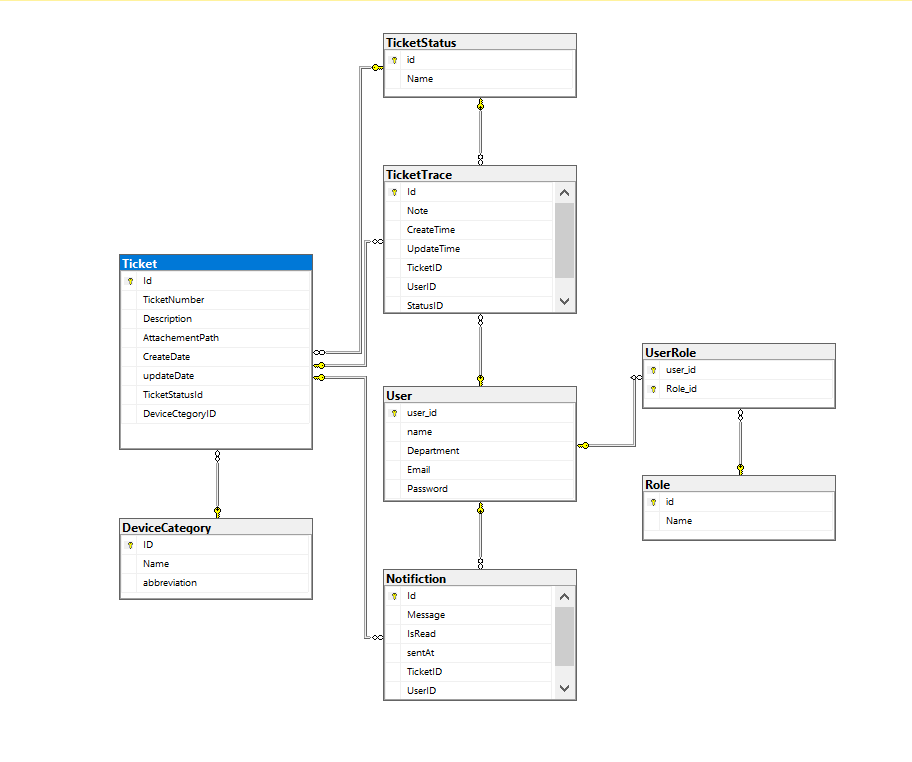 TicketStatus
id
Name
TicketTrace
Id
Note
CreateTime
UpdateTime
TicketID
UserID
StatusID
Ticket
Id
TicketNumber
Description
AttachementPath
CreateDate
updateDate
TicketStatusId
DeviceCtegoryID
UserRole
user_id
Role_id
User
user_id
name
Department
Email
Password
Role
id
Name
DeviceCategory
ID
Name
abbreviation
Notifiction
Id
Message
IsRead
sentAt
TicketID
UserID